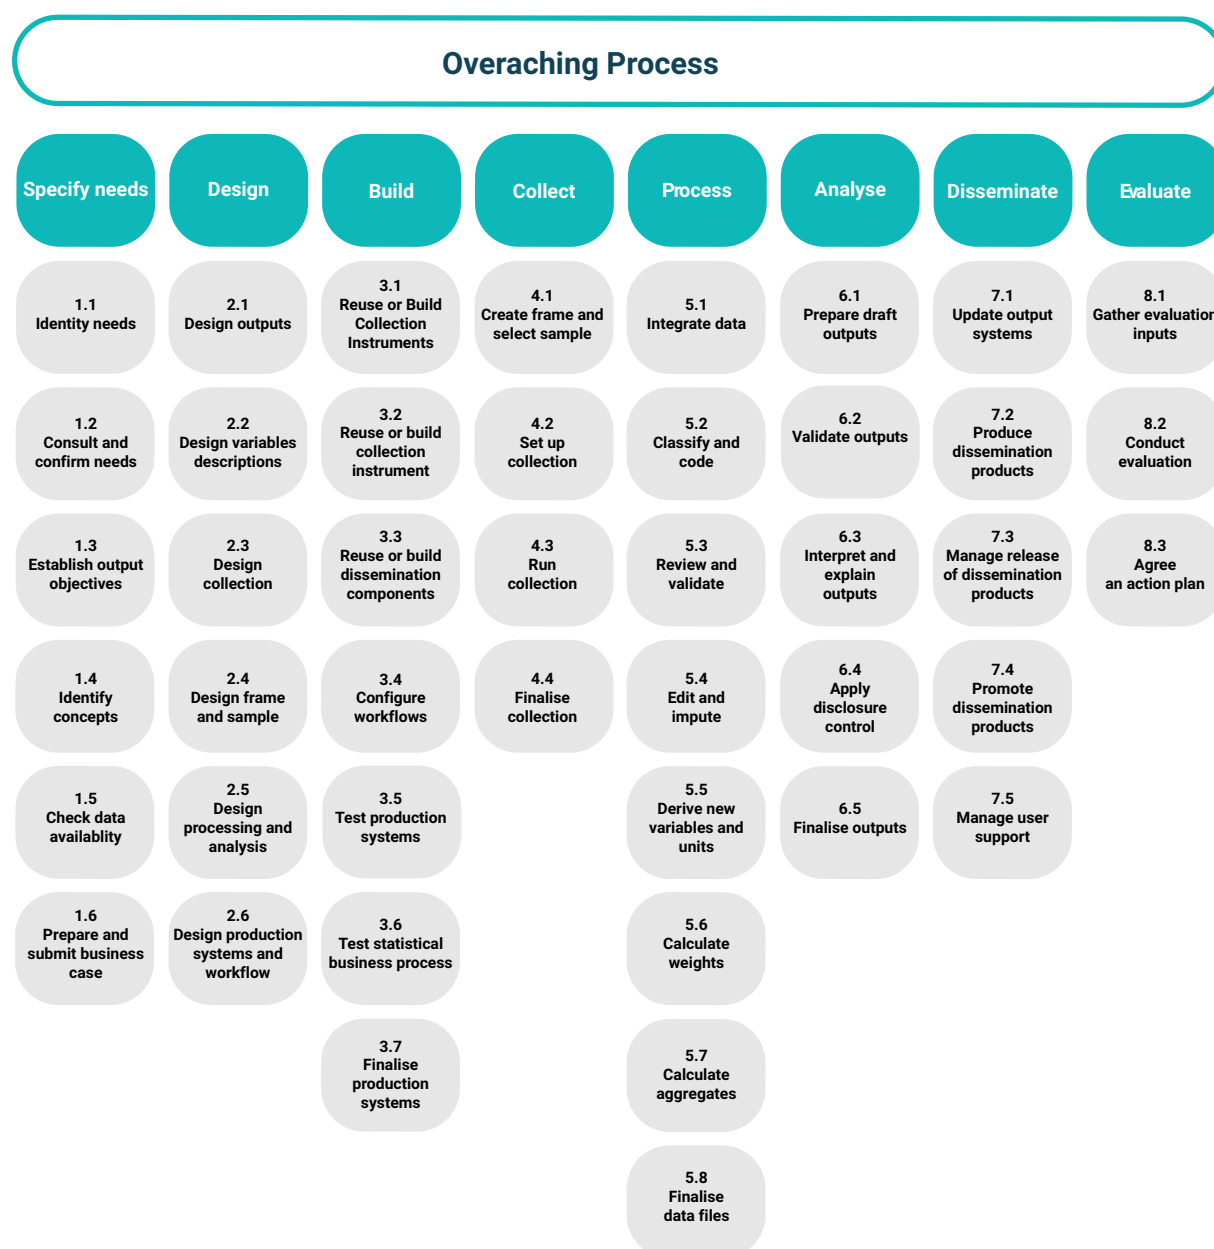 Overaching Process
Specify needs
Design
Build
Collect
Process
Analyse
Disseminate
Evaluate
1.1
Identity needs
2.1
Design outputs
3.1
Reuse or Build
Collection
Instruments
4.1
Create frame and
select sample
5.1
Integrate data
6.1
Prepare draft
outputs
7.1
Update output
systems
8.1
Gather evaluation
inputs
1.2
Consult and
confirm needs
2.2
Design variables
descriptions
3.2
Reuse or build
collection
instrument
4.2
Set up
collection
5.2
Classify and
code
6.2
Validate outputs
7.2
Produce
dissemination
products
8.2
Conduct
evaluation
1.3
Establish output
objectives
2.3
Design
collection
3.3
Reuse or build
dissemination
components
4.3
Run
collection
5.3
Review and
validate
6.3
Interpret and
explain
outputs
7.3
Manage release
of dissemination
products
8.3
Agree
an action plan
1.4
Identify
concepts
2.4
Design frame
and sample
3.4
Configure
workflows
4.4
Finalise
collection
5.4
Edit and
impute
6.4
Apply
disclosure
control
7.4
Promote
dissemination
products
1.5
Check data
availablity
2.5
Design
processing and
analysis
3.5
Test production
systems
5.5
Derive new
variables and
units
6.5
Finalise outputs
7.5
Manage user
support
1.6
Prepare and
submit business
case
2.6
Design production
systems and
workflow
3.6
Test statistical
business process
5.6
Calculate
weights
3.7
Finalise
production
systems
5.7
Calculate
aggregates
5.8
Finalise
data files